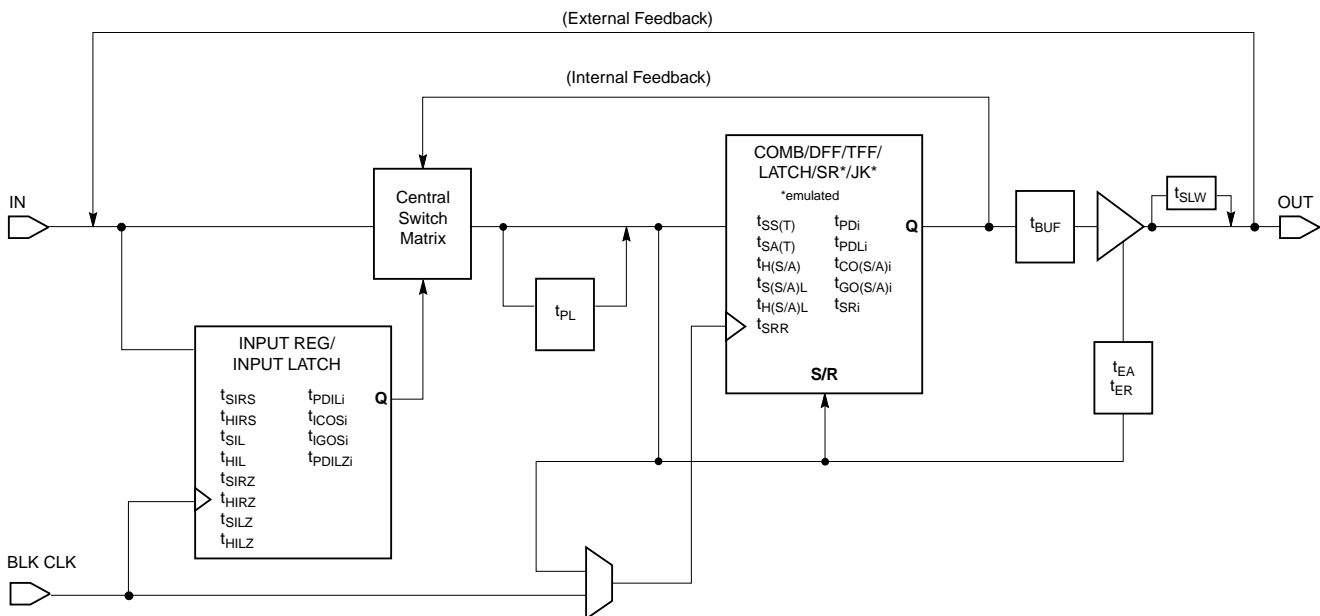 (External Feedback)
(Internal Feedback)
IN
Central
Switch
Matrix
COMB/DFF/TFF/
LATCH/SR*/JK*
*emulated
tSS(T)
tSA(T)
tH(S/A)
tS(S/A)L
tH(S/A)L
tSRR
tPDi
tPDLi
tCO(S/A)i
tGO(S/A)i
tSRi
Q
S/R
tBUF
tSLW
OUT
tPL
tEA
tER
INPUT REG/
INPUT LATCH
tSIRS
tHIRS
tSIL
tHIL
tSIRZ
tHIRZ
tSILZ
tHILZ
tPDILi
tICOSi
tIGOSi
tPDILZi
Q
BLK CLK